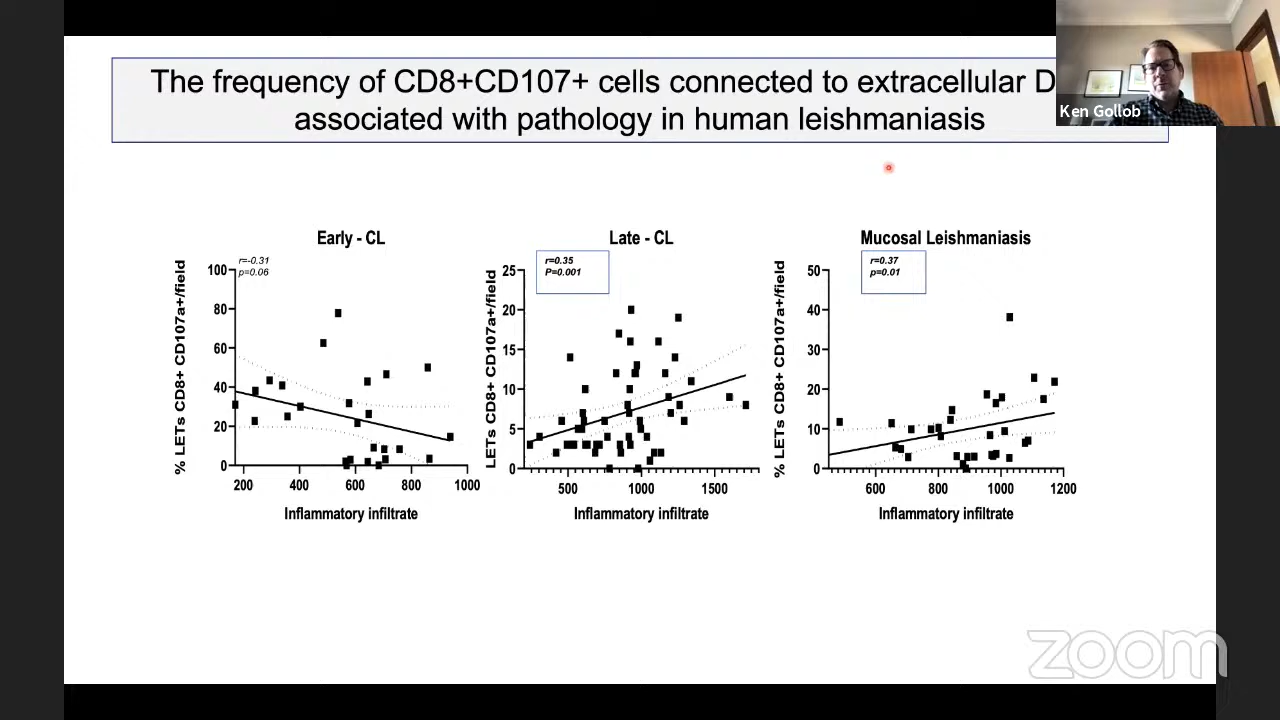 The frequency of CD8+CD107+ cells connected to extracellular D
associated with pathology in human leishmaniasis
Ken Gollob
Early - CL
r=-0.31
p=0.06
% LETs CD8+ CD107a+/field
100
80
60
40
20
0
200 400 600 800 1000
Inflammatory infiltrate
Late - CL
r=0.35
P=0.001
LETs CD8+ CD107a+/field
25
20
15
10
5
0
500 1000 1500
Inflammatory infiltrate
Mucosal Leishmaniasis
r=0.37
p=0.01
% LETs CD8+ CD107a+/field
50
40
30
20
10
0
600 800 1000 1200
Inflammatory infiltrate
zoom